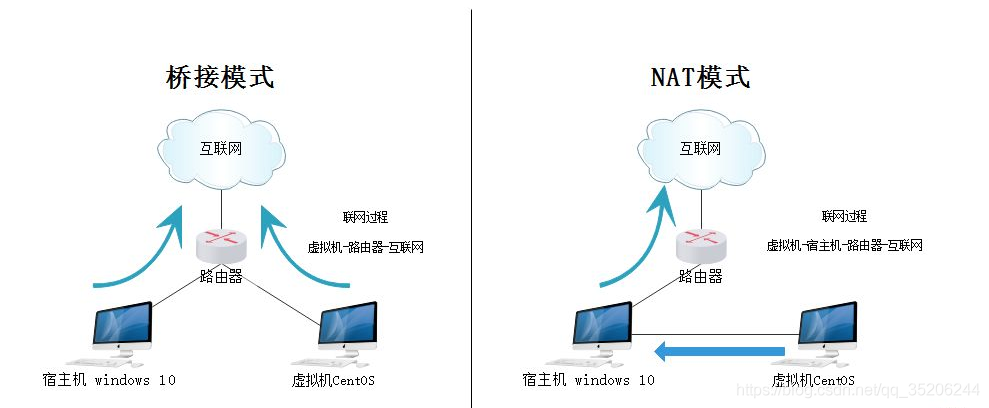 桥接模式
互联网
联网过程
虚拟机-路由器-互联网
路由器
宿主机 windows 10
虚拟机CentOS
NAT模式
互联网
联网过程
虚拟机-宿主机-路由器-互联网
路由器
宿主机 windows 10
虚拟机CentOS
https://blog.csdn.net/qq_35206244